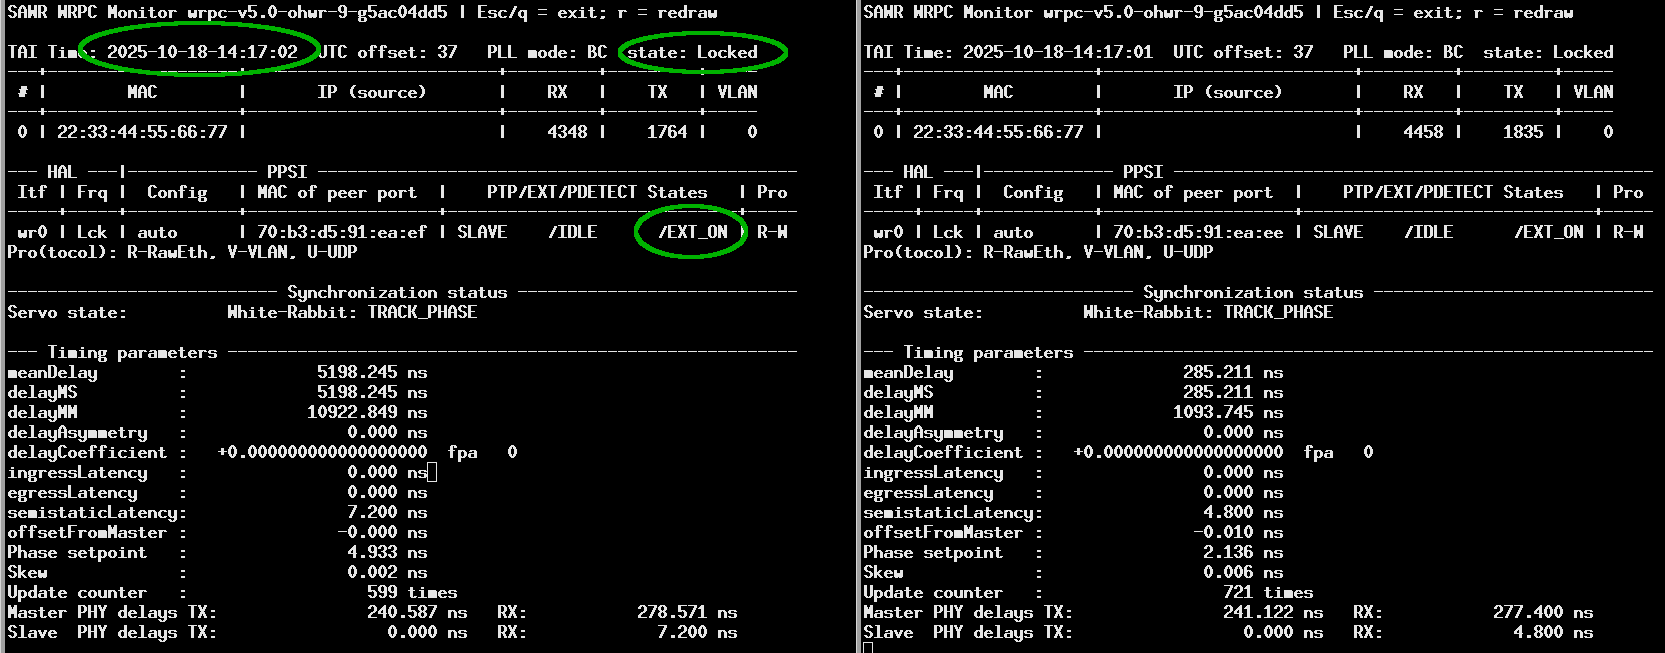 SAWR WRPC Monitor wrpc-v5.0-ohwr-9-g5ac04dd5 | Esc/q = exit; r = redraw
TAI Time: 2025-10-18-14:17:02  UTC offset: 37   PLL mode: BC  state: Locked
# |        MAC        |       IP (source)       |    RX   |    TX   | VLAN
0 | 22:33:44:55:66:77 |                         |    4348 |    1764 |    0
--- HAL ---|------------- PPSI ------------------------------------------------
Itf | Frq |  Config   | MAC of peer port  |    PTP/EXT/PDETECT States   | Pro
wr0 | Lck | auto      | 70:b3:d5:91:ea:ef | SLAVE    /IDLE      /EXT_ON | R-W
Pro(tocol): R-RawEth, V-VLAN, U-UDP
--------------------------- Synchronization status ----------------------------
Servo state:          White-Rabbit: TRACK_PHASE
--- Timing parameters ---------------------------------------------------------
meanDelay        :             5198.245 ns
delayMS          :             5198.245 ns
delayMM          :            10922.849 ns
delayAsymmetry   :                0.000 ns
delayCoefficient :   +0.000000000000000000  fpa   0
ingressLatency   :                0.000 ns
egressLatency    :                0.000 ns
semistaticLatency:                7.200 ns
offsetFromMaster :               -0.000 ns
Phase setpoint   :                4.933 ns
Skew             :                0.002 ns
Update counter   :                  599 times
Master PHY delays TX:           240.587 ns   RX:            278.571 ns
Slave  PHY delays TX:             0.000 ns   RX:              7.200 ns
SAWR WRPC Monitor wrpc-v5.0-ohwr-9-g5ac04dd5 | Esc/q = exit; r = redraw
TAI Time: 2025-10-18-14:17:01  UTC offset: 37   PLL mode: BC  state: Locked
# |        MAC        |       IP (source)       |    RX   |    TX   | VLAN
0 | 22:33:44:55:66:77 |                         |    4458 |    1835 |    0
--- HAL ---|------------- PPSI ------------------------------------------------
Itf | Frq |  Config   | MAC of peer port  |    PTP/EXT/PDETECT States   | Pro
wr0 | Lck | auto      | 70:b3:d5:91:ea:ee | SLAVE    /IDLE      /EXT_ON | R-W
Pro(tocol): R-RawEth, V-VLAN, U-UDP
--------------------------- Synchronization status ----------------------------
Servo state:          White-Rabbit: TRACK_PHASE
--- Timing parameters ---------------------------------------------------------
meanDelay        :              285.211 ns
delayMS          :              285.211 ns
delayMM          :             1093.745 ns
delayAsymmetry   :                0.000 ns
delayCoefficient :   +0.000000000000000000  fpa   0
ingressLatency   :                0.000 ns
egressLatency    :                0.000 ns
semistaticLatency:                4.800 ns
offsetFromMaster :               -0.010 ns
Phase setpoint   :                2.136 ns
Skew             :                0.006 ns
Update counter   :                  721 times
Master PHY delays TX:           241.122 ns   RX:            277.400 ns
Slave  PHY delays TX:             0.000 ns   RX:              4.800 ns